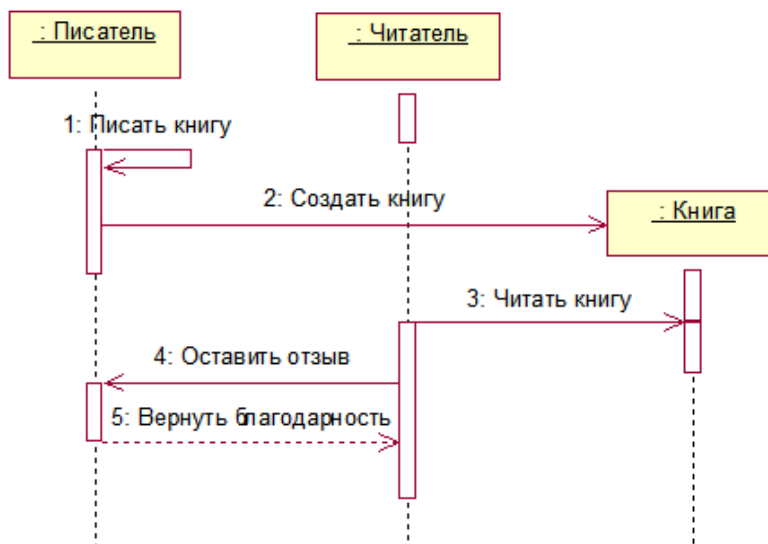 : Писатель
: Читатель
1: Писать книгу
2: Создать книгу
: Книга
3: Читать книгу
4: Оставить отзыв
5: Вернуть благодарность